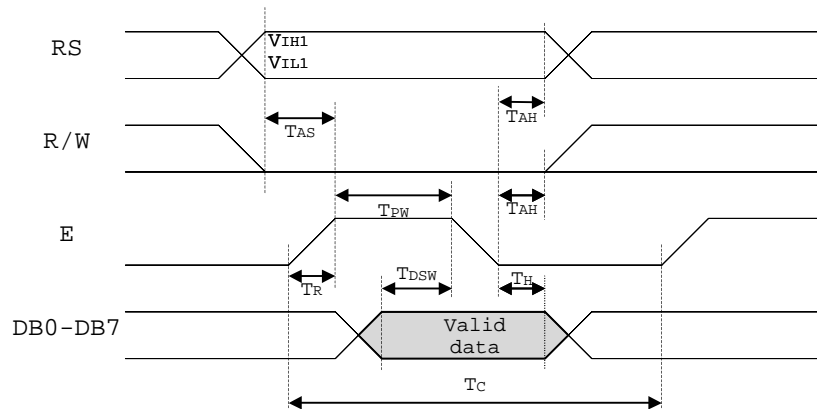 RS
VIH1
VIL1
TAS
TAH
R/W
TPW
TAH
E
TR
TDSW
TH
DB0-DB7
Valid
data
TC